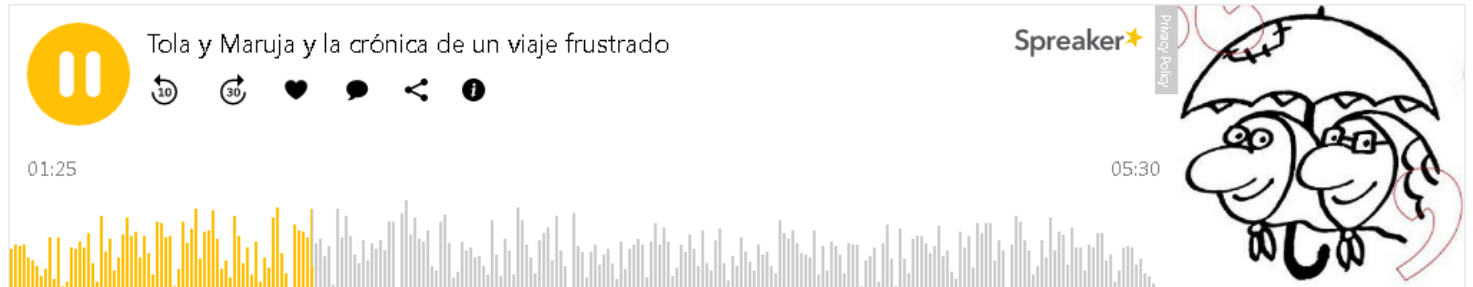 Tola y Maruja y la crónica de un viaje frustrado
Spreaker
Privacy Policy
10
30
i
01:25
05:30